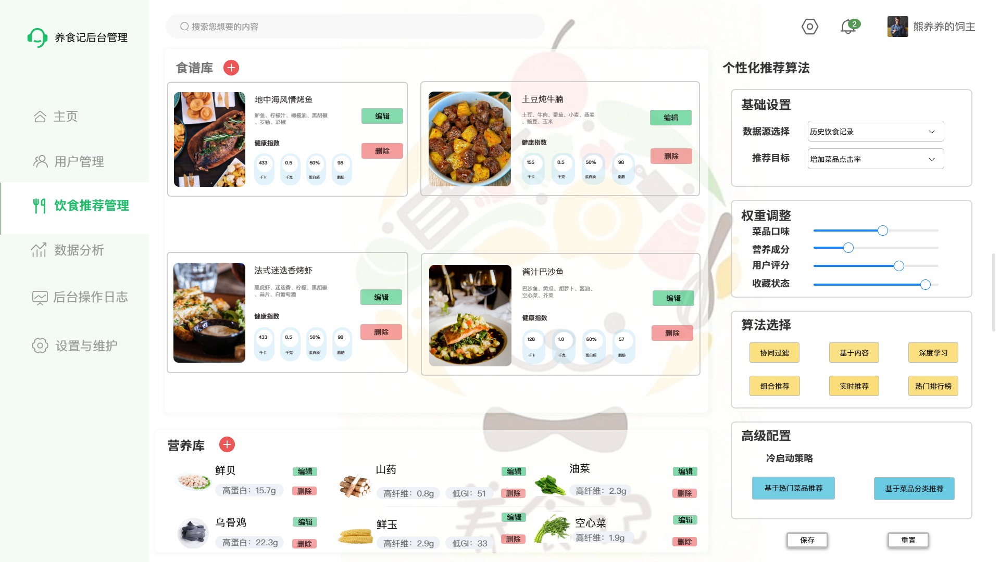 养食记后台管理
搜索您想要的内容
2
熊养养的饲主
主页
用户管理
饮食推荐管理
数据分析
后台操作日志
设置与维护
食谱库
地中海风情烤鱼
鲈鱼、柠檬汁、橄榄油、黑胡椒
、罗勒、彩椒
健康指数
433
0.5
50%
98
千卡
千克
蛋白质
脂肪
编辑
删除
土豆炖牛腩
土豆、牛肉、番茄、小麦、燕麦
、豌豆、玉米
健康指数
155
0.5
50%
98
千卡
千克
蛋白质
脂肪
编辑
删除
法式迷迭香烤虾
黑虎虾、迷迭香、柠檬、黑胡椒
、蒜片、白葡萄酒
健康指数
433
0.5
50%
98
千卡
千克
蛋白质
脂肪
编辑
删除
酱汁巴沙鱼
巴沙鱼、黄瓜、胡萝卜、酱油、
空心菜、芥菜
健康指数
128
1.0
60%
57
千卡
千克
蛋白质
脂肪
编辑
删除
营养库
鲜贝
高蛋白：15.7g
编辑
删除
山药
高纤维：0.8g
低GI：51
编辑
删除
油菜
高纤维：2.3g
编辑
删除
乌骨鸡
高蛋白：22.3g
编辑
删除
鲜玉
高纤维：2.9g
低GI：33
编辑
删除
空心菜
高纤维：1.9g
编辑
删除
养食记
个性化推荐算法
基础设置
数据源选择
历史饮食记录
推荐目标
增加菜品点击率
权重调整
菜品口味
营养成分
用户评分
收藏状态
算法选择
协同过滤
基于内容
深度学习
组合推荐
实时推荐
热门排行榜
高级配置
冷启动策略
基于热门菜品推荐
基于菜品分类推荐
保存
重置